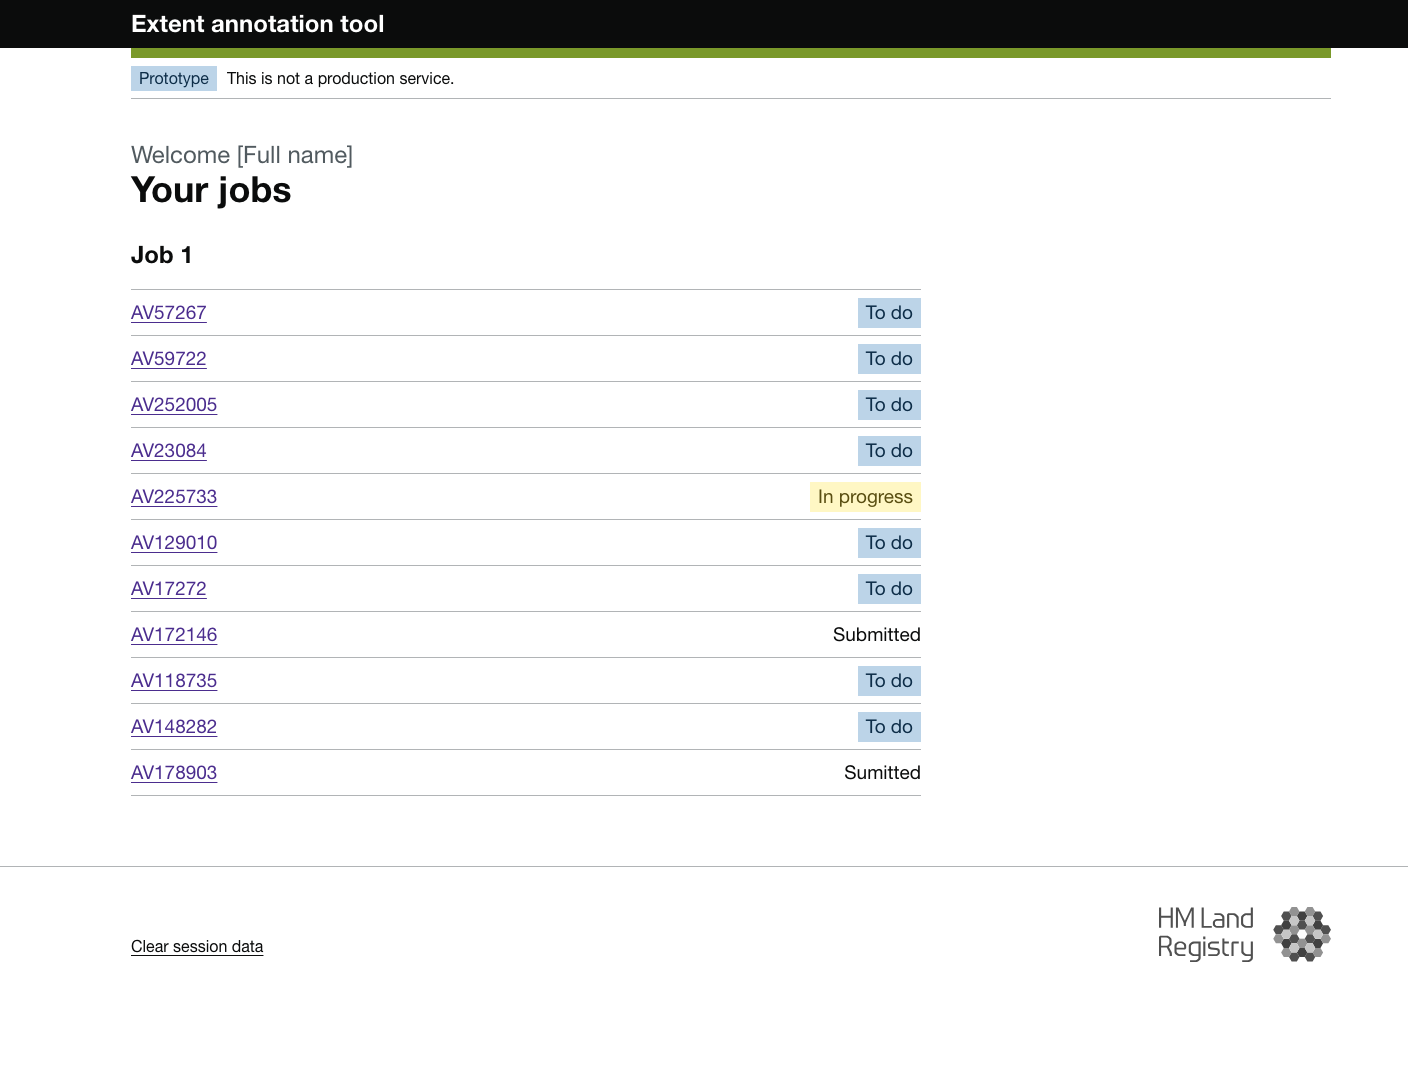 Extent annotation tool
Prototype This is not a production service.
Welcome [Full name]
Your jobs
Job 1
AV57267 To do
AV59722 To do
AV252005 To do
AV23084 To do
AV225733 In progress
AV129010 To do
AV17272 To do
AV172146 Submitted
AV118735 To do
AV148282 To do
AV178903 Sumitted
Clear session data
HM Land
Registry